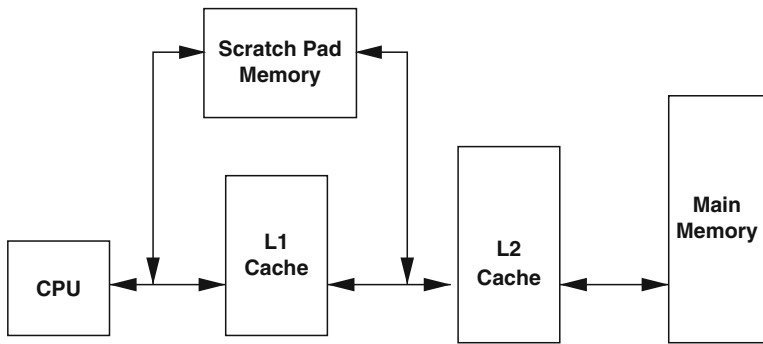 Scratch Pad
Memory
CPU
L1
Cache
L2
Cache
Main
Memory